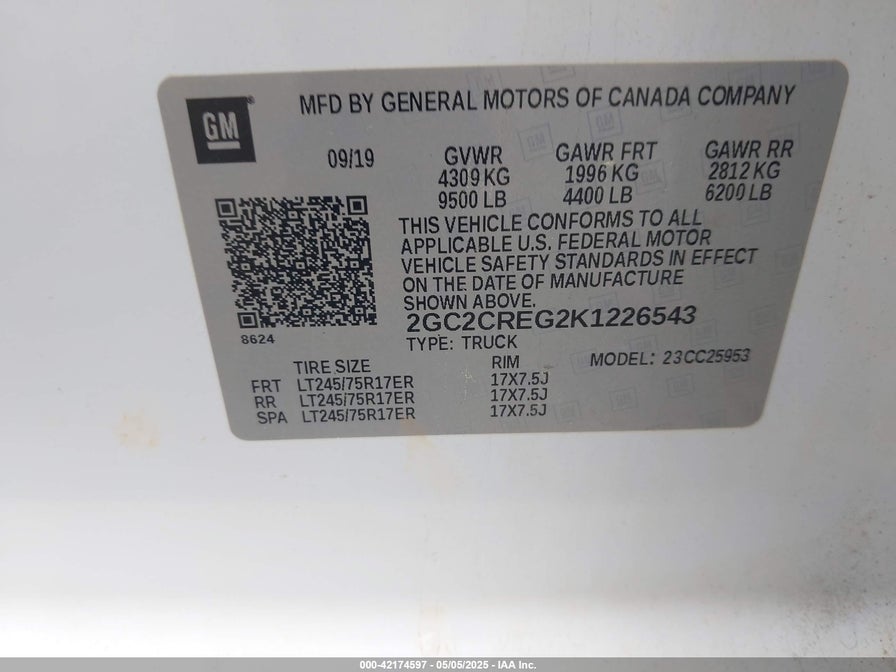 GM
MFD BY GENERAL MOTORS OF CANADA COMPANY
09/19 GVWR GAWR FRT GAWR RR
4309 KG 1996 KG 2812 KG
9500 LB 4400 LB 6200 LB
THIS VEHICLE CONFORMS TO ALL
APPLICABLE U.S. FEDERAL MOTOR
VEHICLE SAFETY STANDARDS IN EFFECT
ON THE DATE OF MANUFACTURE
SHOWN ABOVE.
2GC2CREG2K1226543
8624
TYPE: TRUCK
MODEL: 23CC25953
TIRE SIZE RIM
FRT LT245/75R17ER 17X7.5J
RR LT245/75R17ER 17X7.5J
SPA LT245/75R17ER 17X7.5J
000-42174597 - 05/05/2025 - IAA Inc.